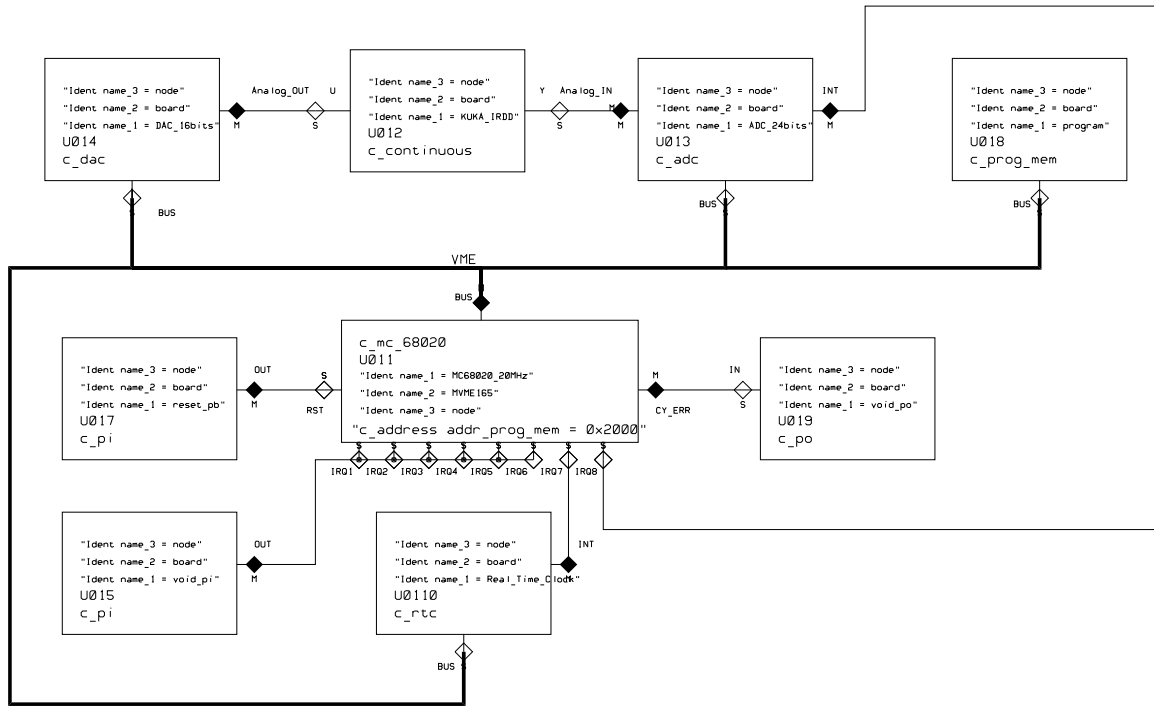 "Ident name_3 = node"
"Ident name_2 = board"
"Ident name_1 = DAC_16bits"
U014
c_dac
M
Analog_OUT
S
U
"Ident name_3 = node"
"Ident name_2 = board"
"Ident name_1 = KUKA_IRDD"
U012
c_continuous
Y
Analog_IN
S
M
M
"Ident name_3 = node"
"Ident name_2 = board"
"Ident name_1 = ADC_24bits"
U013
c_adc
INT
M
"Ident name_3 = node"
"Ident name_2 = board"
"Ident name_1 = program"
U018
c_prog_mem
S
BUS
BUS
S
BUS
S
VME
BUS
c_mc_68020
U011
"Ident name_1 = MC68020_20MHz"
"Ident name_2 = MVME165"
"Ident name_3 = node"
"c_address addr_prog_mem = 0x2000"
"Ident name_3 = node"
"Ident name_2 = board"
"Ident name_1 = reset_pb"
U017
c_pi
OUT
M
S
RST
M
CY_ERR
IN
S
"Ident name_3 = node"
"Ident name_2 = board"
"Ident name_1 = void_po"
U019
c_po
S S S S S S S S
IRQ1 IRQ2 IRQ3 IRQ4 IRQ5 IRQ6 IRQ7 IRQ8
"Ident name_3 = node"
"Ident name_2 = board"
"Ident name_1 = void_pi"
U015
c_pi
OUT
M
"Ident name_3 = node"
"Ident name_2 = board"
"Ident name_1 = Real_Time_Clock"
U0110
c_rtc
INT
M
BUS
S